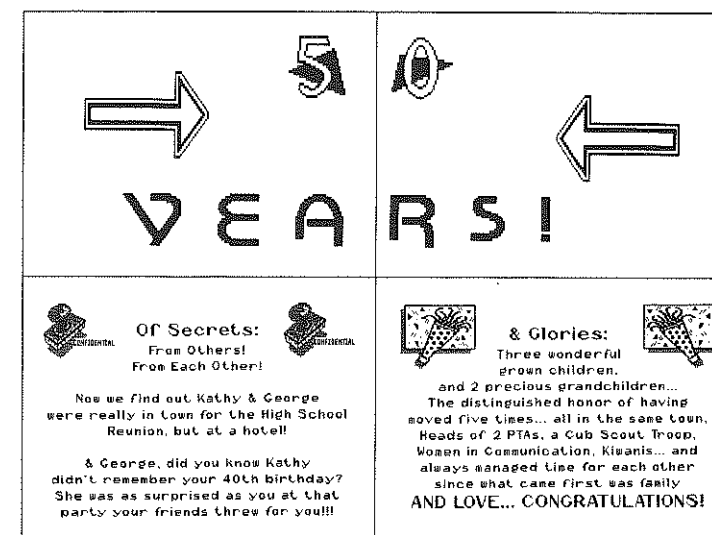 50
YEARS!
CONFIDENTIAL
CONFIDENTIAL
Of Secrets:
From Others!
From Each Other!
Now we find out Kathy & George
were really in town for the High School
Reunion, but at a hotel!
& George, did you know Kathy
didn't remember your 40th birthday?
She was as surprised as you at that
party your friends threw for you!!!
& Glories:
Three wonderful
grown children,
and 2 precious grandchildren...
The distinguished honor of having
moved five times... all in the same town,
Heads of 2 PTAs, a Cub Scout Troop,
Women in Communication, Kiwanis... and
always managed time for each other
since what came first was family
AND LOVE... CONGRATULATIONS!